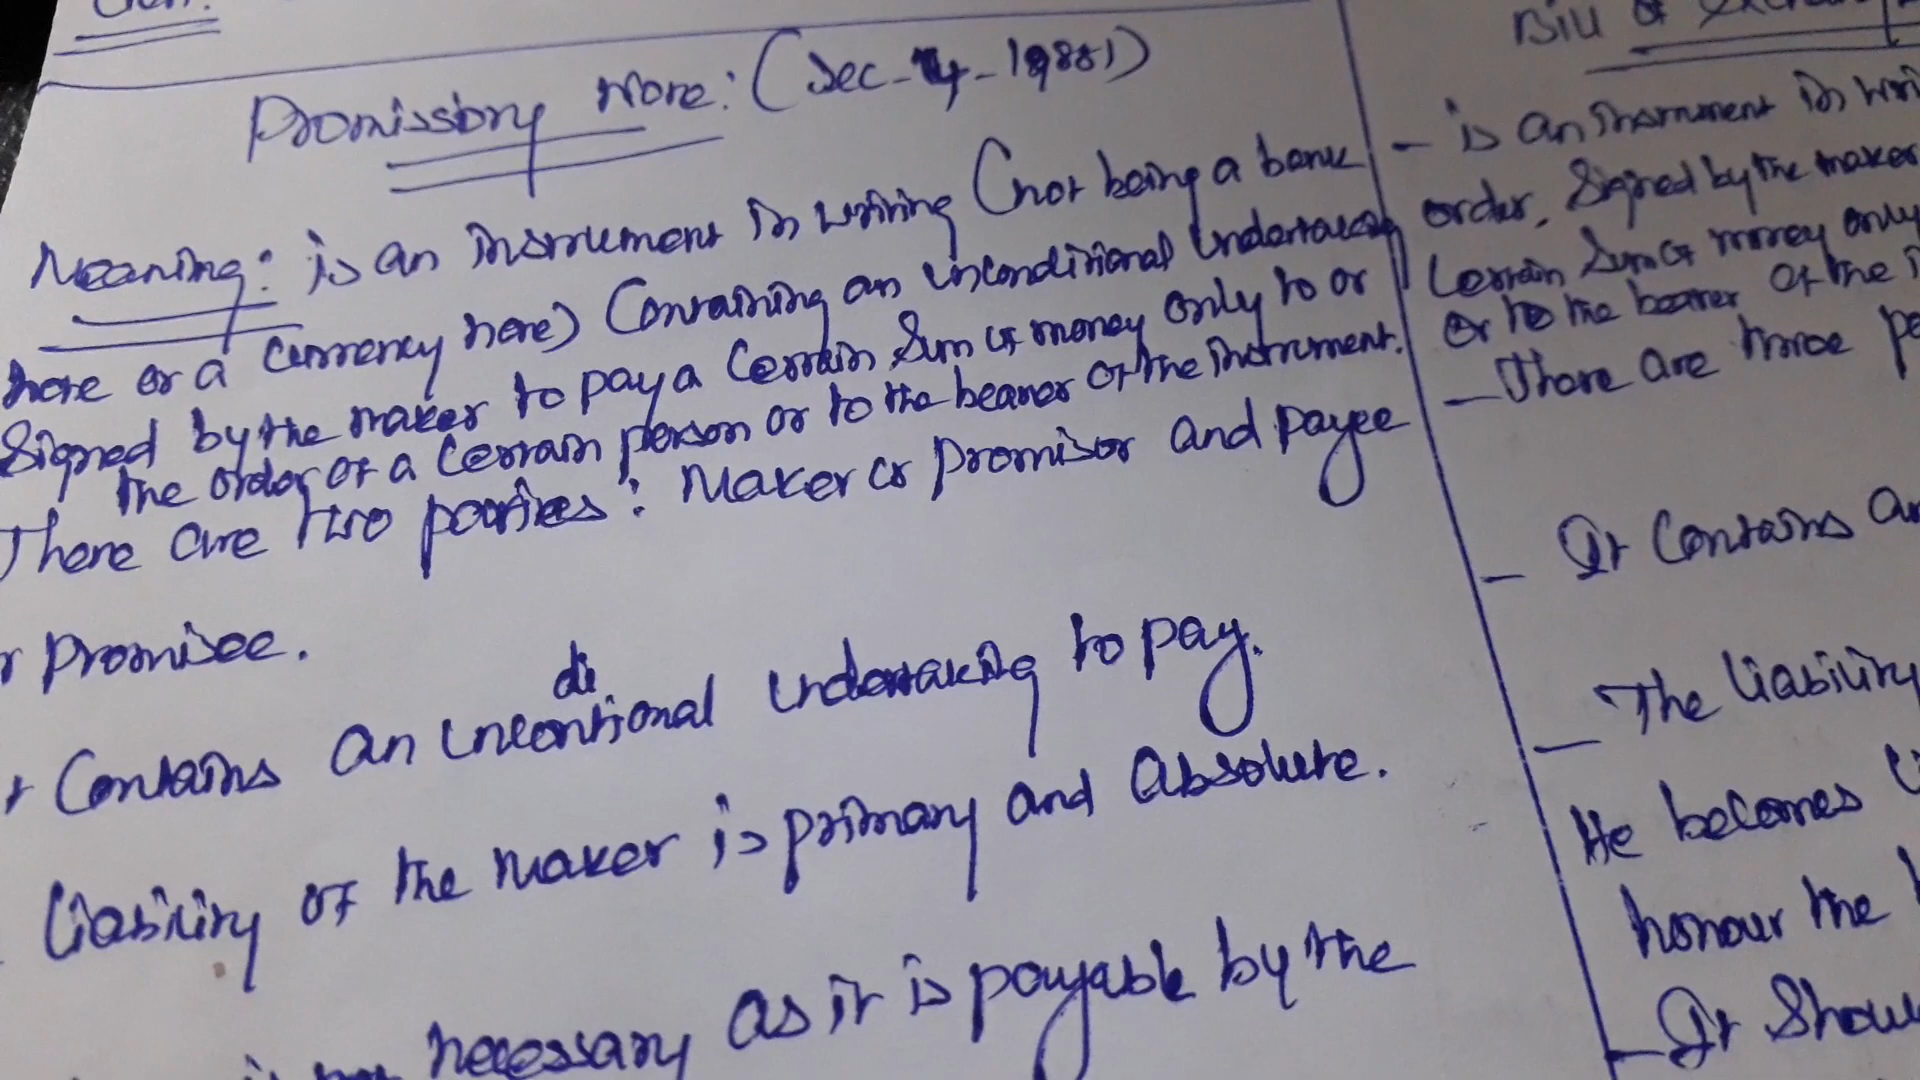 Promissory Note: (Sec-4-1881)
Meaning: is an instrument in writing (not being a bank
note or a currency note) Containing an unconditional undertaking
Signed by the maker to pay a Certain Sum of money only to or
the order of a Certain person or to the bearer of the instrument.
There are two parties: Maker or promisor and payee
Promisee.
Contains an unconditional undertaking to pay.
Liability of the Maker is primary and Absolute.
necessary as it is payable by the
Bill of
- is an instrument in
order, Signed by the maker
Certain Sum of money only
or to the bearer of the
- There are three
- It Contains
- The liability
He becomes
honour the
- It